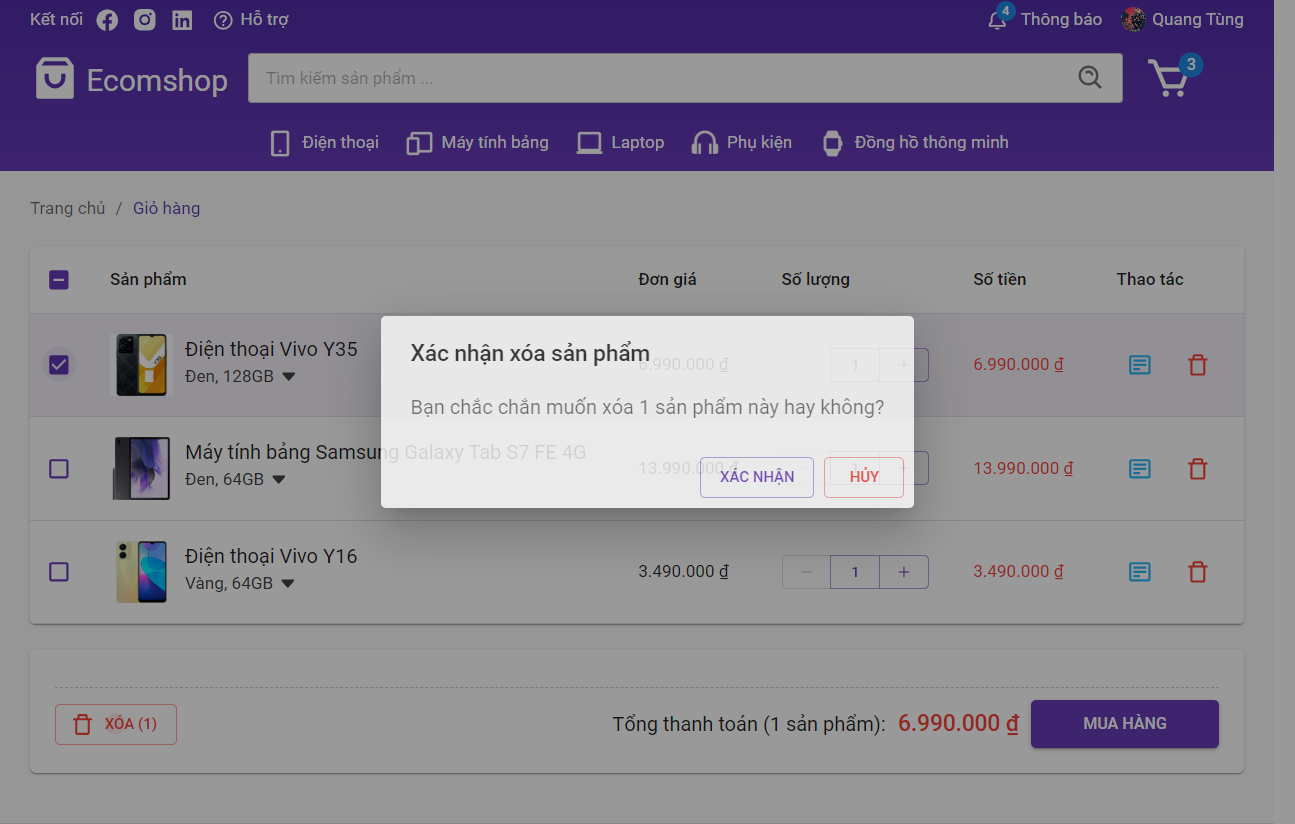 Kết nối
Hỗ trợ
4
Thông báo
Quang Tùng
Ecomshop
Tìm kiếm sản phẩm ...
3
Điện thoại
Máy tính bảng
Laptop
Phụ kiện
Đồng hồ thông minh
Trang chủ / Giỏ hàng
Sản phẩm
Đơn giá
Số lượng
Số tiền
Thao tác
Điện thoại Vivo Y35
Đen, 128GB
6.990.000 ₫
1
+
6.990.000 ₫
Xác nhận xóa sản phẩm
Bạn chắc chắn muốn xóa 1 sản phẩm này hay không?
XÁC NHẬN
HỦY
Máy tính bảng Samsung Galaxy Tab S7 FE 4G
Đen, 64GB
13.990.000 ₫
1
+
13.990.000 ₫
Điện thoại Vivo Y16
Vàng, 64GB
3.490.000 ₫
− 1 +
3.490.000 ₫
XÓA (1)
Tổng thanh toán (1 sản phẩm): 6.990.000 ₫
MUA HÀNG